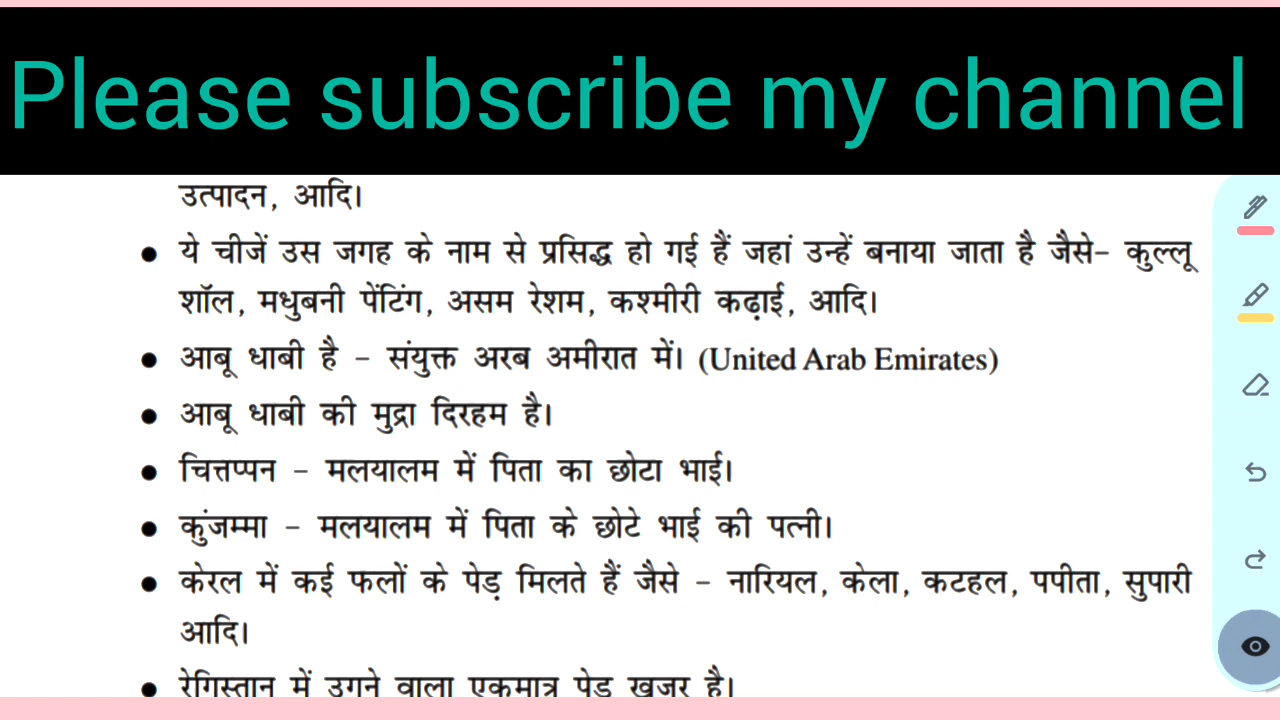 Please subscribe my channel
उत्पादन, आदि।
● ये चीजें उस जगह के नाम से प्रसिद्ध हो गई हैं जहां उन्हें बनाया जाता है जैसे– कुल्लू
शॉल, मधुबनी पेंटिंग, असम रेशम, कश्मीरी कढ़ाई, आदि।
● आबू धाबी है – संयुक्त अरब अमीरात में। (United Arab Emirates)
● आबू धाबी की मुद्रा दिरहम है।
● चित्तप्पन – मलयालम में पिता का छोटा भाई।
● कुंजम्मा – मलयालम में पिता के छोटे भाई की पत्नी।
● केरल में कई फलों के पेड़ मिलते हैं जैसे – नारियल, केला, कटहल, पपीता, सुपारी
आदि।
● रेगिस्तान में उगने वाला एकमात्र पेड़ खजूर है।